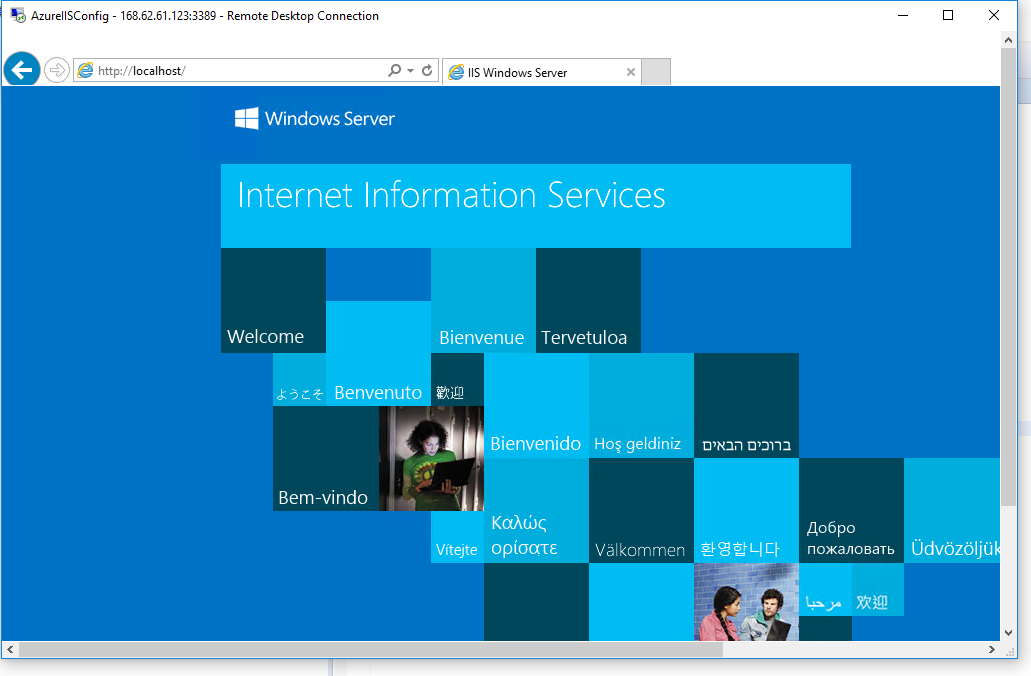 AzureIISConfig - 168.62.61.123:3389 - Remote Desktop Connection
http://localhost/
IIS Windows Server
Windows Server
Internet Information Services
Welcome
Bienvenue
Tervetuloa
ようこそ
Benvenuto
歡迎
Bienvenido
Hoş geldiniz
ברוכים הבאים
Bem-vindo
Vítejte
Καλώς
ορίσατε
Välkommen
환영합니다
Добро
пожаловать
Üdvözöljük
مرحبا
欢迎